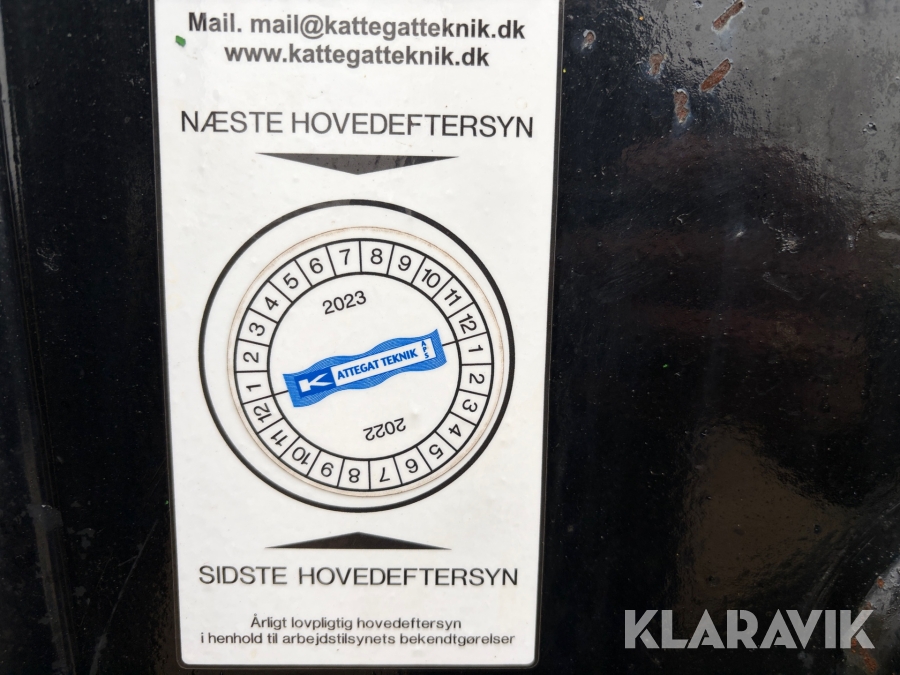 Mail. mail@kattegatteknik.dk
www.kattegatteknik.dk
NÆSTE HOVEDEFTERSYN
1 2 3 4 5 6 7 8 9 10 11 12
2023
K ATTEGAT TEKNIK APS
2022
1 2 3 4 5 6 7 8 9 10 11 12
SIDSTE HOVEDEFTERSYN
Årligt lovpligtig hovedeftersyn
i henhold til arbejdstilsynets bekendtgørelser
KLARAVIK